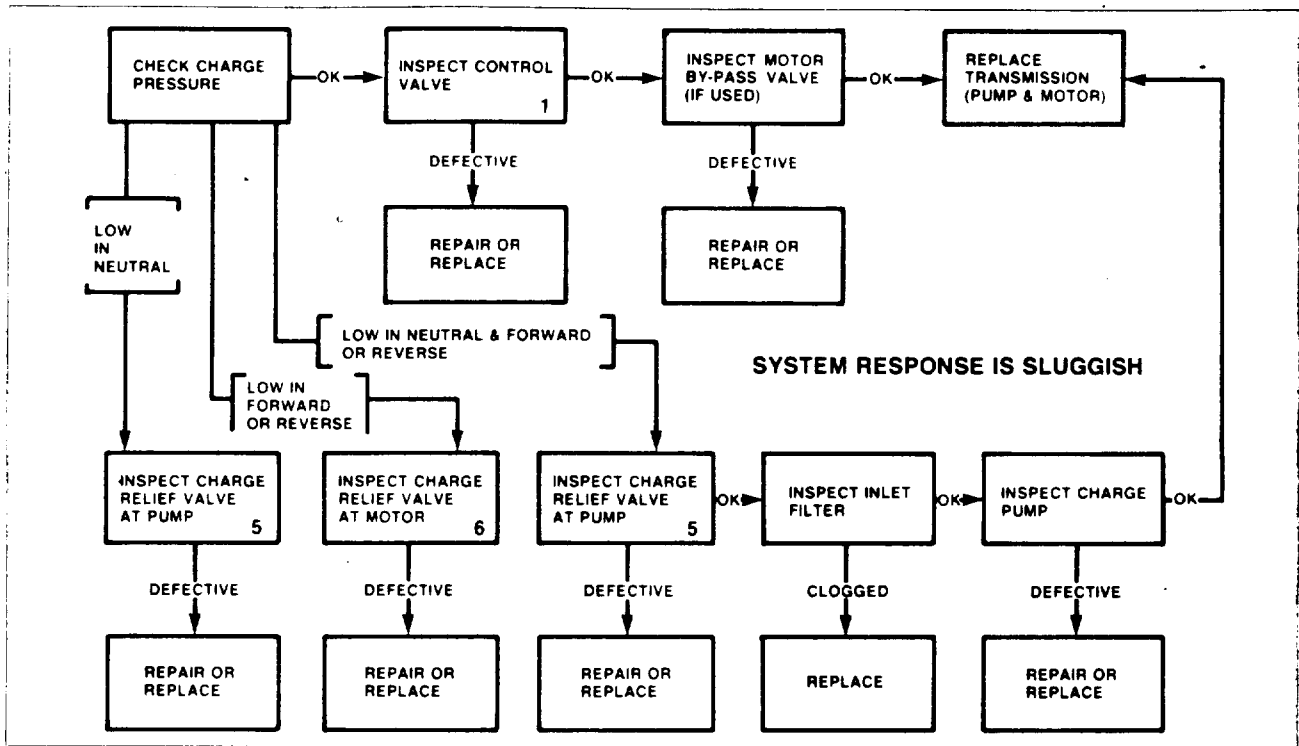 CHECK CHARGE
PRESSURE
OK
INSPECT CONTROL
VALVE
1
OK
INSPECT MOTOR
BY-PASS VALVE
(IF USED)
OK
REPLACE
TRANSMISSION
(PUMP & MOTOR)
DEFECTIVE
DEFECTIVE
REPAIR OR
REPLACE
REPAIR OR
REPLACE
LOW
IN
NEUTRAL
LOW IN NEUTRAL & FORWARD
OR REVERSE
LOW IN
FORWARD
OR REVERSE
SYSTEM RESPONSE IS SLUGGISH
INSPECT CHARGE
RELIEF VALVE
AT PUMP
5
INSPECT CHARGE
RELIEF VALVE
AT MOTOR
6
INSPECT CHARGE
RELIEF VALVE
AT PUMP
5
OK
INSPECT INLET
FILTER
OK
INSPECT CHARGE
PUMP
OK
DEFECTIVE
DEFECTIVE
DEFECTIVE
CLOGGED
DEFECTIVE
REPAIR OR
REPLACE
REPAIR OR
REPLACE
REPAIR OR
REPLACE
REPLACE
REPAIR OR
REPLACE